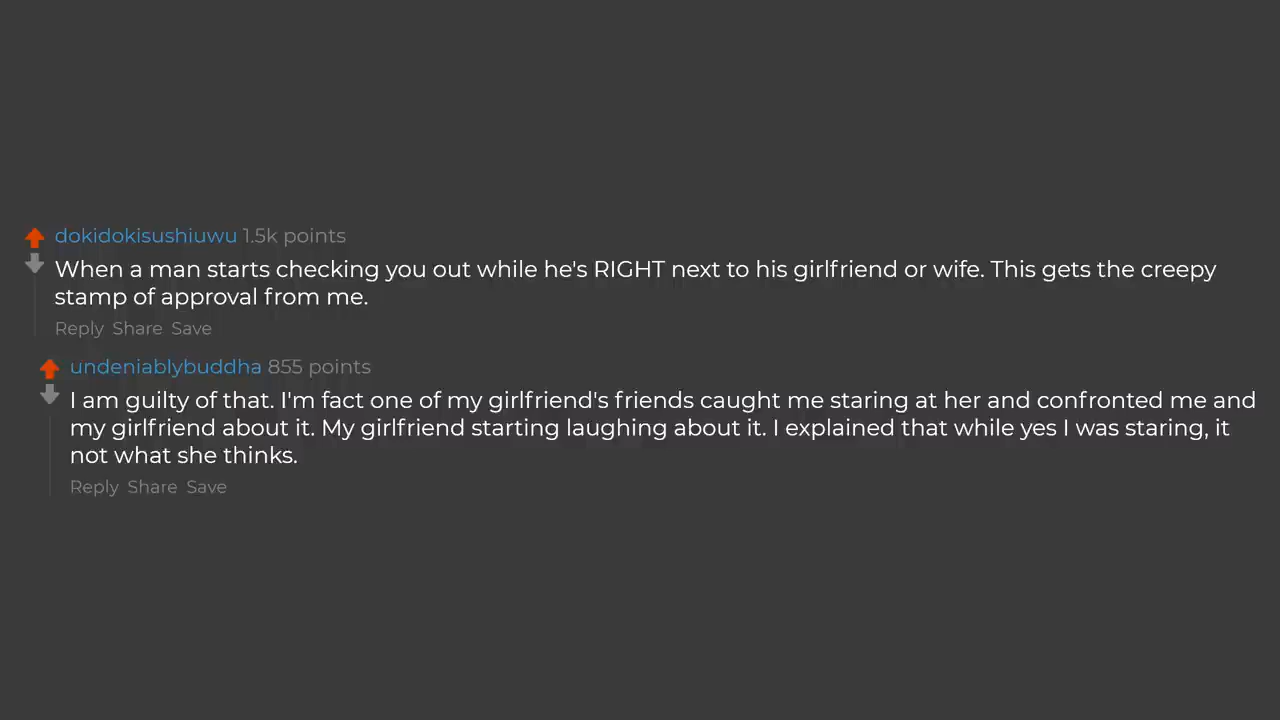 dokidokisushiuwu 1.5k points
When a man starts checking you out while he's RIGHT next to his girlfriend or wife. This gets the creepy
stamp of approval from me.
Reply Share Save
undeniablybuddha 855 points
I am guilty of that. I'm fact one of my girlfriend's friends caught me staring at her and confronted me and
my girlfriend about it. My girlfriend starting laughing about it. I explained that while yes I was staring, it
not what she thinks.
Reply Share Save